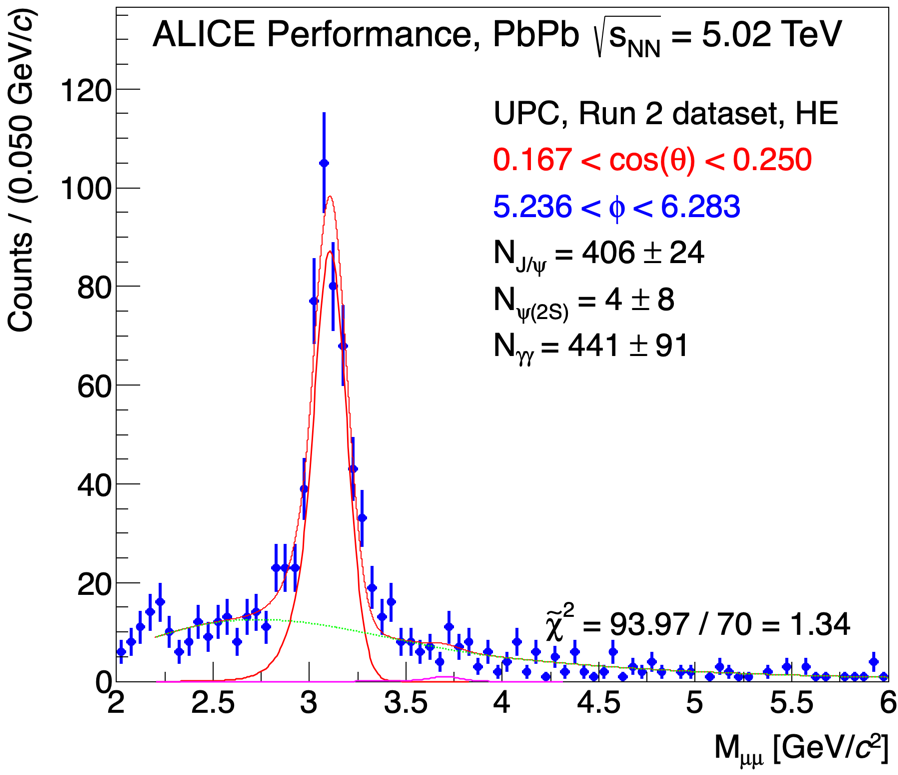 ALICE Performance, PbPb √sNN = 5.02 TeV
UPC, Run 2 dataset, HE
0.167 < cos(θ) < 0.250
5.236 < ϕ < 6.283
NJ/ψ = 406 ± 24
Nψ(2S) = 4 ± 8
Nγγ = 441 ± 91
χ̃² = 93.97 / 70 = 1.34
Counts / (0.050 GeV/c)
120
100
80
60
40
20
0
2 2.5 3 3.5 4 4.5 5 5.5 6
Mμμ [GeV/c²]